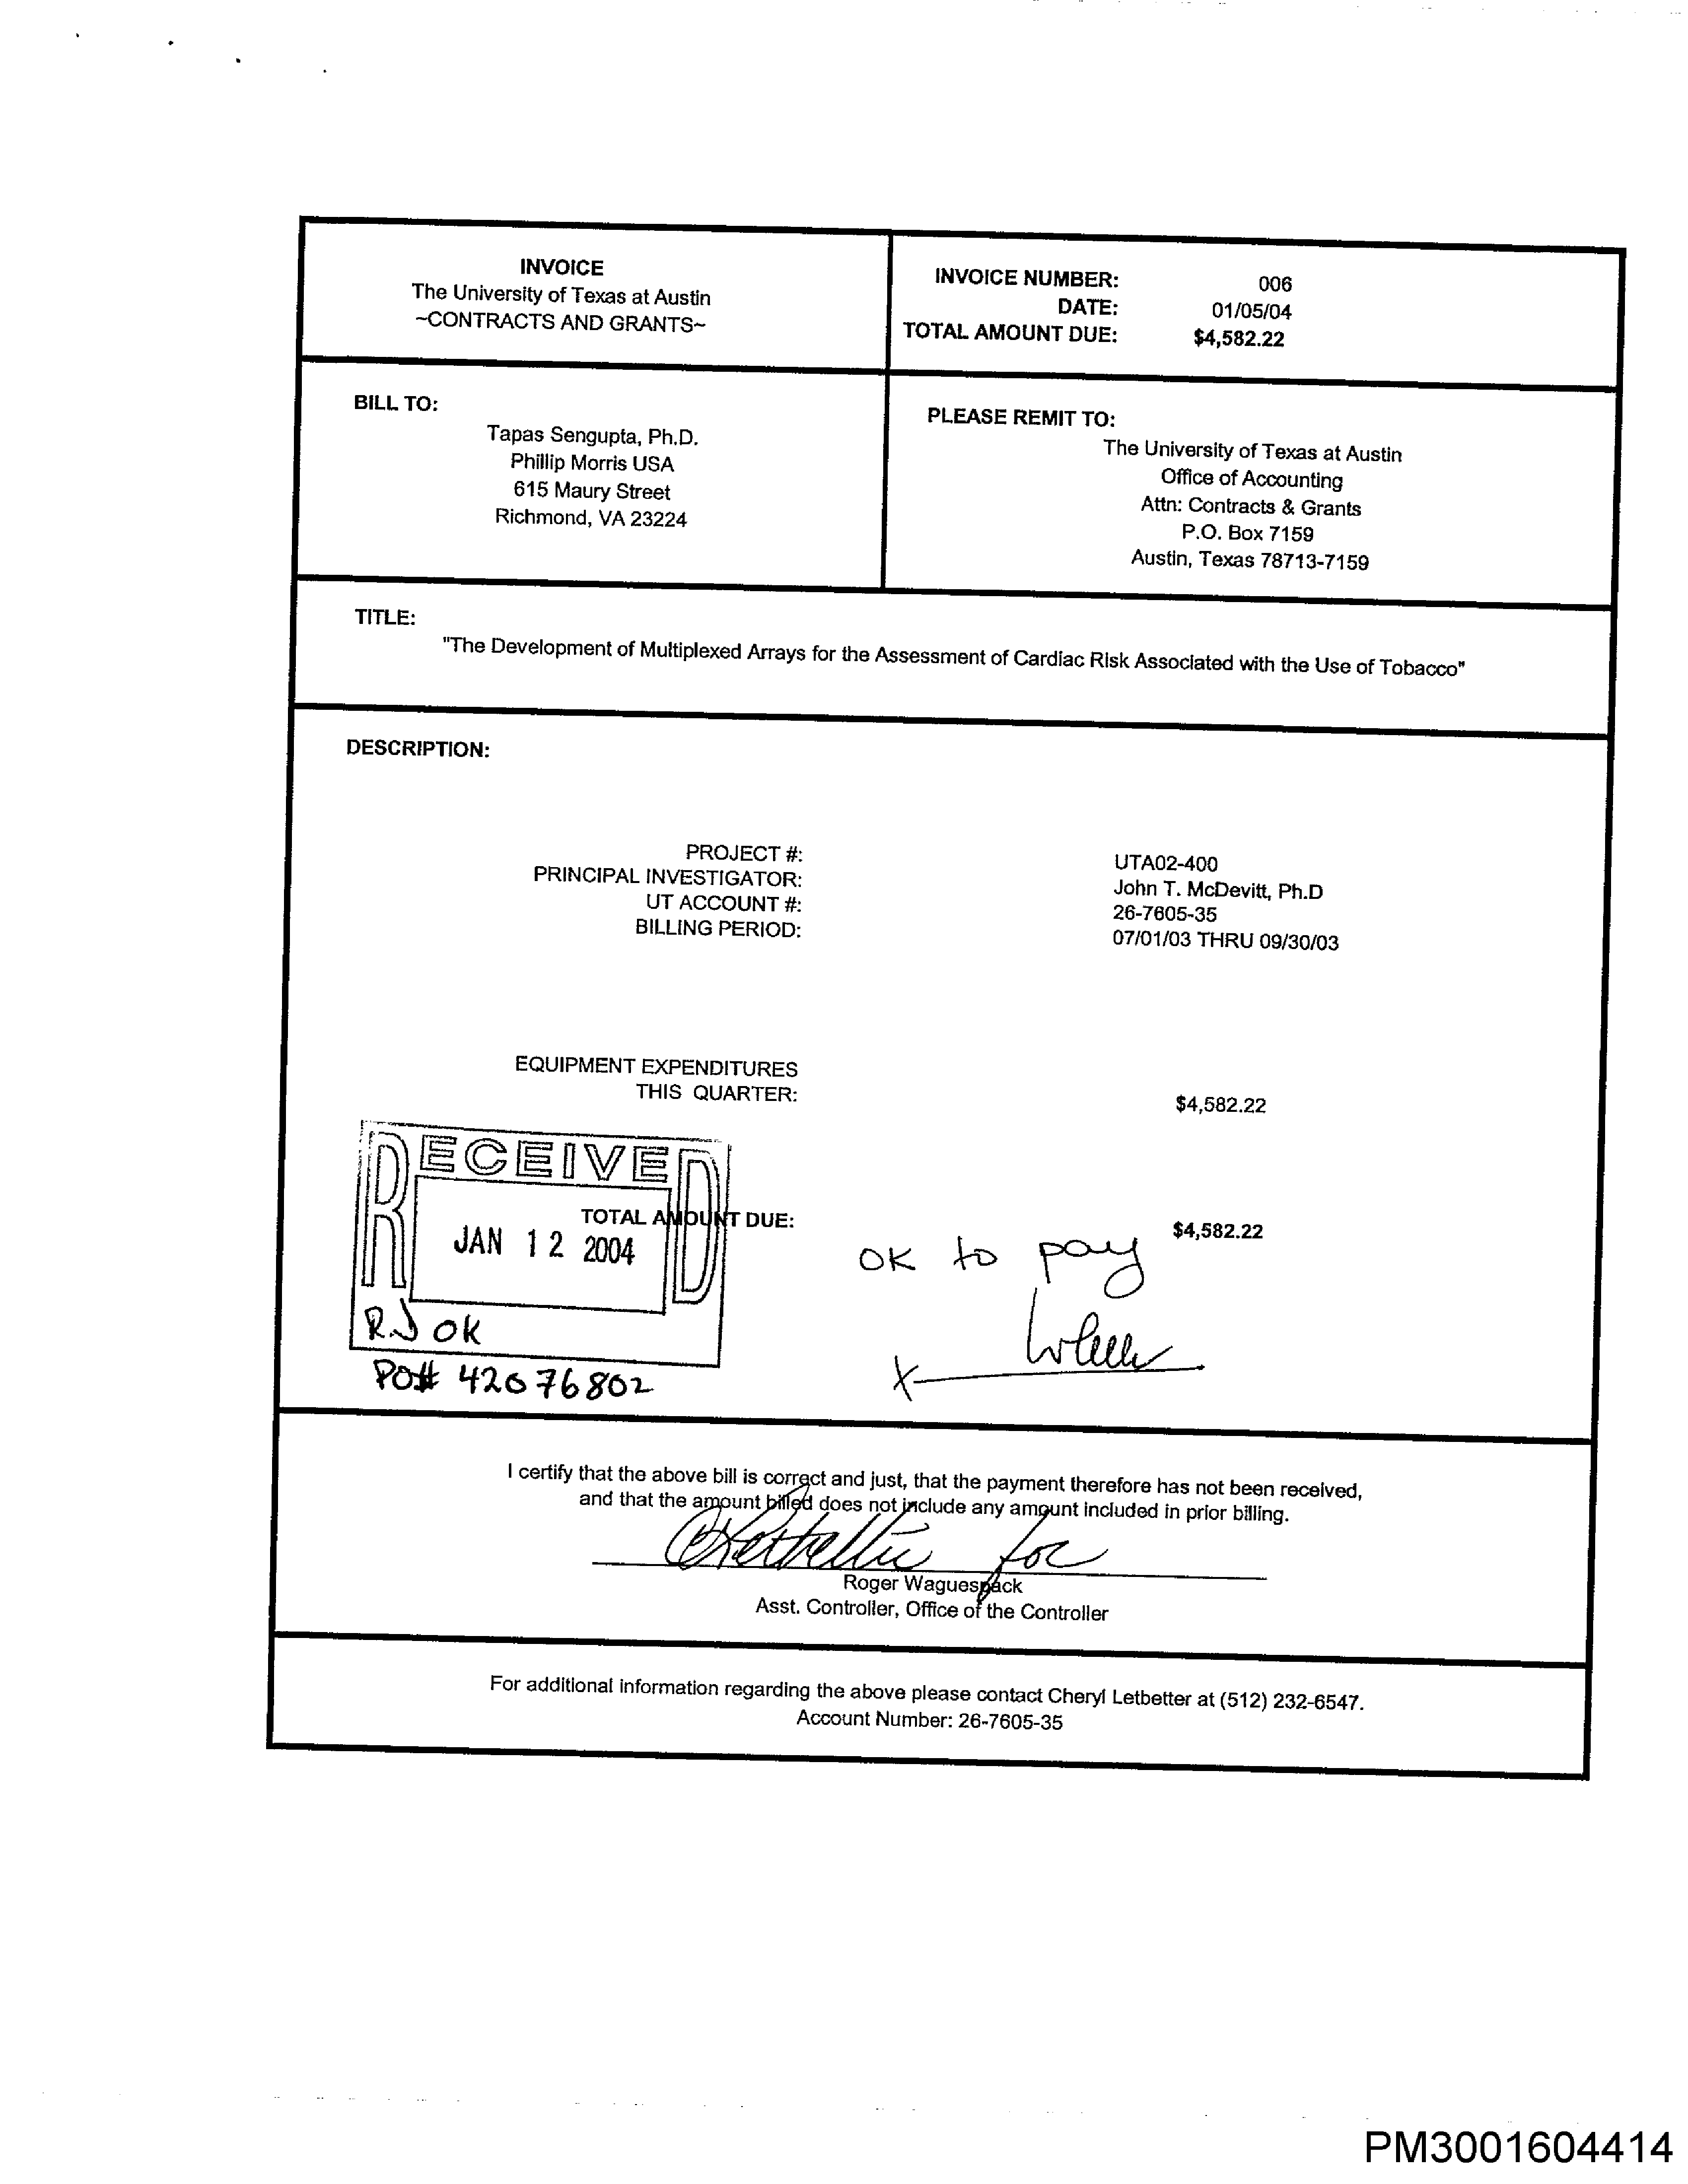 INVOICE
The University of Texas at Austin
~CONTRACTS AND GRANTS~
INVOICE NUMBER: 006
DATE: 01/05/04
TOTAL AMOUNT DUE: $4,582.22
BILL TO:
Tapas Sengupta, Ph.D.
Phillip Morris USA
615 Maury Street
Richmond, VA 23224
PLEASE REMIT TO:
The University of Texas at Austin
Office of Accounting
Attn: Contracts & Grants
P.O. Box 7159
Austin, Texas 78713-7159
TITLE:
"The Development of Multiplexed Arrays for the Assessment of Cardiac Risk Associated with the Use of Tobacco"
DESCRIPTION:
PROJECT #: UTA02-400
PRINCIPAL INVESTIGATOR: John T. McDevitt, Ph.D
UT ACCOUNT #: 26-7605-35
BILLING PERIOD: 07/01/03 THRU 09/30/03
EQUIPMENT EXPENDITURES
THIS QUARTER: $4,582.22
RECEIVED
TOTAL AMOUNT DUE: $4,582.22
JAN 12 2004
OK to pay
RJ OK
X
PO# 42076802
I certify that the above bill is correct and just, that the payment therefore has not been received,
and that the amount billed does not include any amount included in prior billing.
for
Roger Waguespack
Asst. Controller, Office of the Controller
For additional information regarding the above please contact Cheryl Letbetter at (512) 232-6547.
Account Number: 26-7605-35
PM3001604414